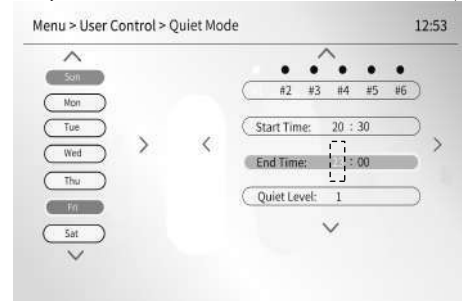 Menu > User Control > Quiet Mode 12:53
Sun
Mon
Tue
Wed
Thu
Fri
Sat
#2 #3 #4 #5 #6
Start Time: 20 : 30
End Time: : 00
Quiet Level: 1